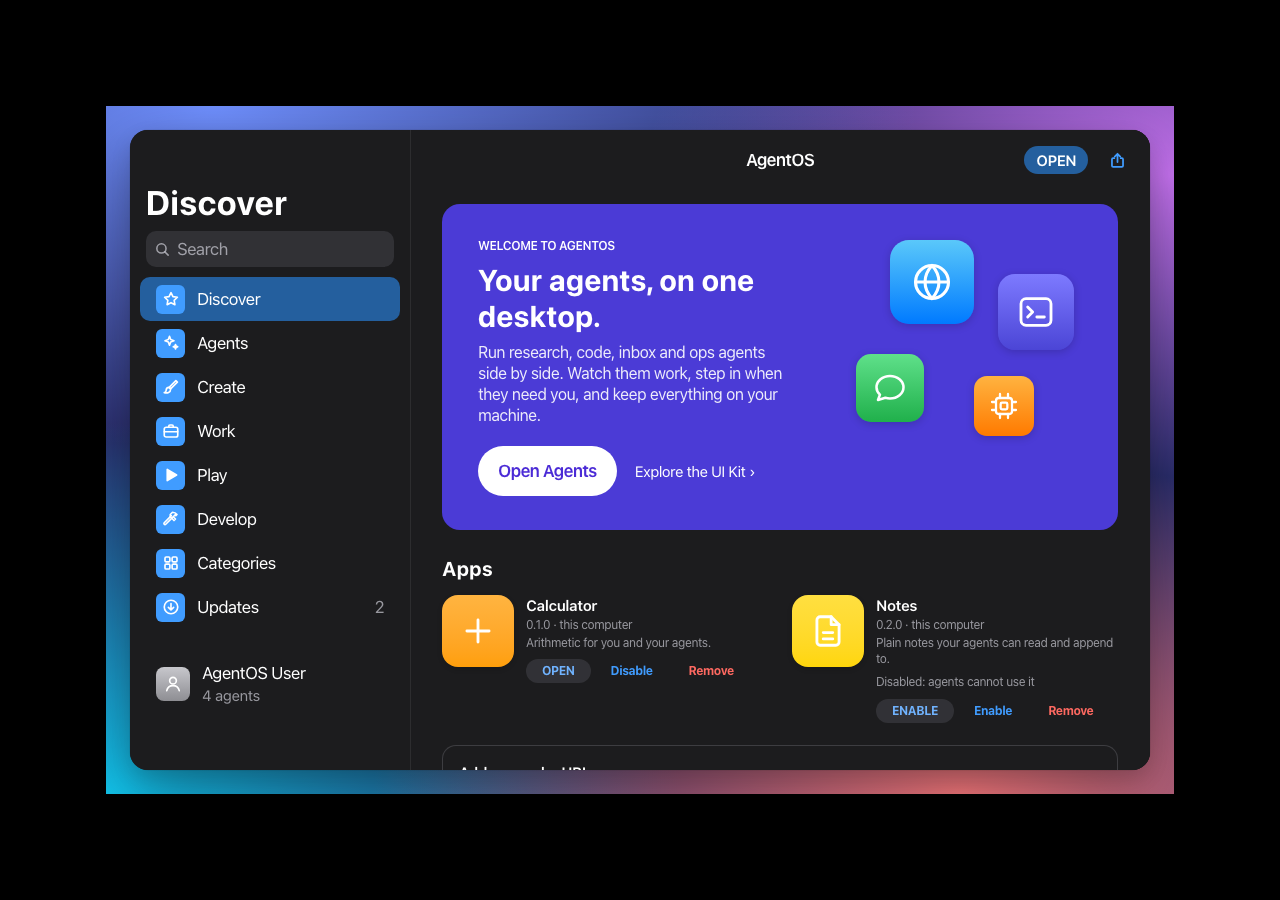 AgentOS
OPEN
Discover
Search
Discover
Agents
Create
Work
Play
Develop
Categories
Updates 2
AgentOS User
4 agents
WELCOME TO AGENTOS
Your agents, on one
desktop.
Run research, code, inbox and ops agents
side by side. Watch them work, step in when
they need you, and keep everything on your
machine.
Open Agents
Explore the UI Kit ›
Apps
Calculator
0.1.0 · this computer
Arithmetic for you and your agents.
OPEN Disable Remove
Notes
0.2.0 · this computer
Plain notes your agents can read and append
to.
Disabled: agents cannot use it
ENABLE Enable Remove